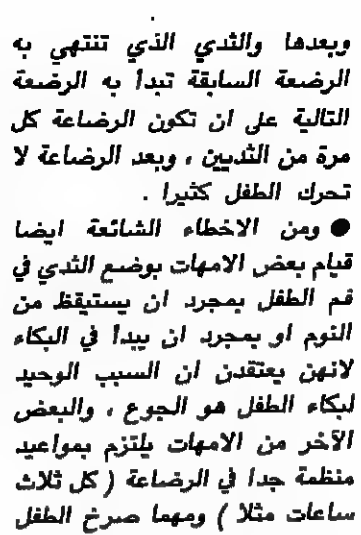 وبعدها والثدي الذي تنتهي به
الرضعة السابقة تبدأ به الرضعة
التالية على ان تكون الرضاعة كل
مرة من الثديين ، وبعد الرضاعة لا
تحرك الطفل كثيرا .
● ومن الاخطاء الشائعة ايضا
قيام بعض الامهات بوضع الثدي في
فم الطفل بمجرد ان يستيقظ من
النوم او بمجرد ان يبدأ في البكاء
لانهن يعتقدن ان السبب الوحيد
لبكاء الطفل هو الجوع ، والبعض
الآخر من الامهات يلتزم بمواعيد
منظمة جدا في الرضاعة ( كل ثلاث
ساعات مثلا ) ومهما صرخ الطفل